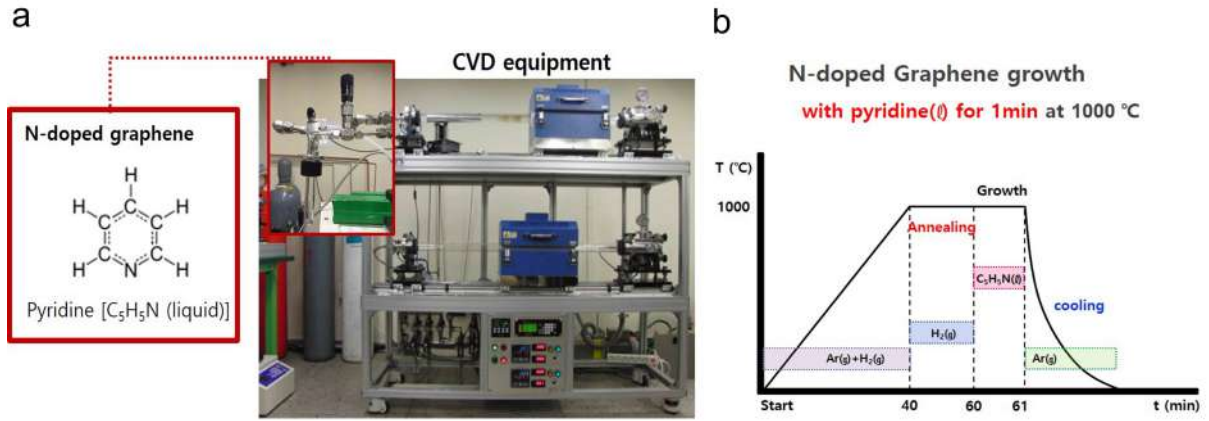 a
CVD equipment
N-doped graphene
H
H C H
C C
C C
H N H
Pyridine [C₅H₅N (liquid)]
b
N-doped Graphene growth
with pyridine(ℓ) for 1min at 1000 ℃
T (℃)
1000
Growth
Annealing
C₅H₅N(ℓ)
cooling
H₂(g)
Ar(g)+H₂(g)
Ar(g)
Start
40
60
61
t (min)